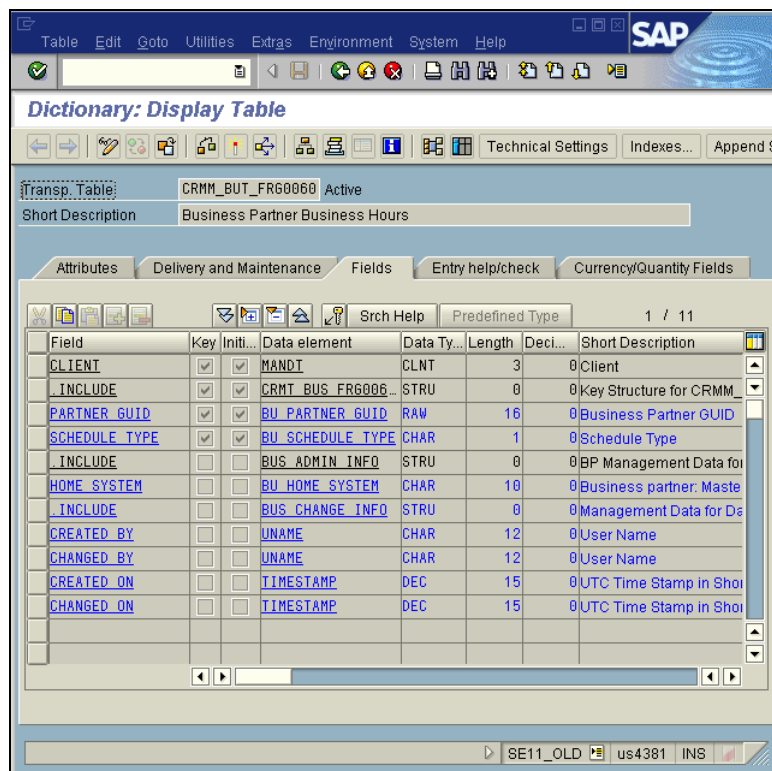 Table Edit Goto Utilities Extras Environment System Help
SAP
Dictionary: Display Table
Technical Settings Indexes... Append S
Transp. Table CRMM_BUT_FRG0060 Active
Short Description Business Partner Business Hours
Attributes Delivery and Maintenance Fields Entry help/check Currency/Quantity Fields
Srch Help Predefined Type 1 / 11
Field Key Initi... Data element Data Ty... Length Deci... Short Description
CLIENT MANDT CLNT 3 0 Client
.INCLUDE CRMT_BUS_FRG006… STRU 0 0 Key Structure for CRMM_
PARTNER_GUID BU_PARTNER_GUID RAW 16 0 Business Partner GUID
SCHEDULE_TYPE BU_SCHEDULE_TYPE CHAR 1 0 Schedule Type
.INCLUDE BUS_ADMIN_INFO STRU 0 0 BP Management Data for
HOME_SYSTEM BU_HOME_SYSTEM CHAR 10 0 Business partner: Maste
.INCLUDE BUS_CHANGE_INFO STRU 0 0 Management Data for Da
CREATED_BY UNAME CHAR 12 0 User Name
CHANGED_BY UNAME CHAR 12 0 User Name
CREATED_ON TIMESTAMP DEC 15 0 UTC Time Stamp in Shor
CHANGED_ON TIMESTAMP DEC 15 0 UTC Time Stamp in Shor
SE11_OLD us4381 INS